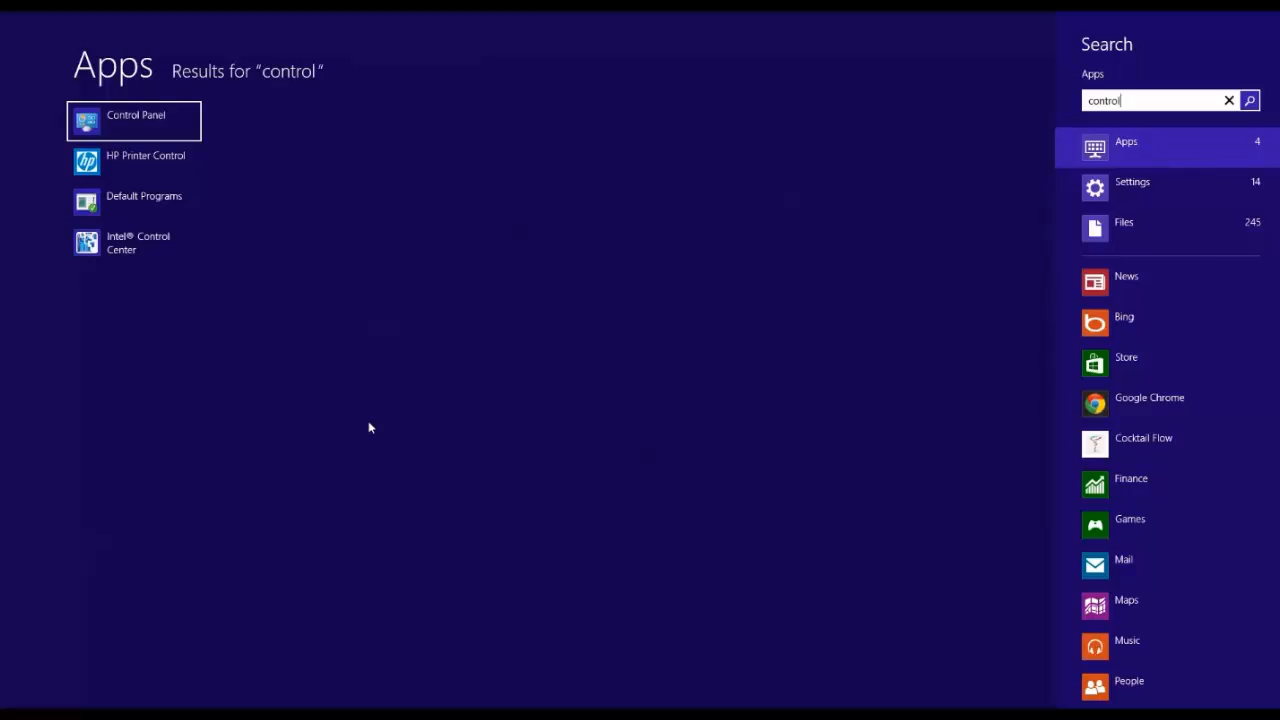 Apps Results for “control”
Control Panel
HP Printer Control
Default Programs
Intel® Control
Center
Search
Apps
control
Apps 4
Settings 14
Files 245
News
Bing
Store
Google Chrome
Cocktail Flow
Finance
Games
Mail
Maps
Music
People